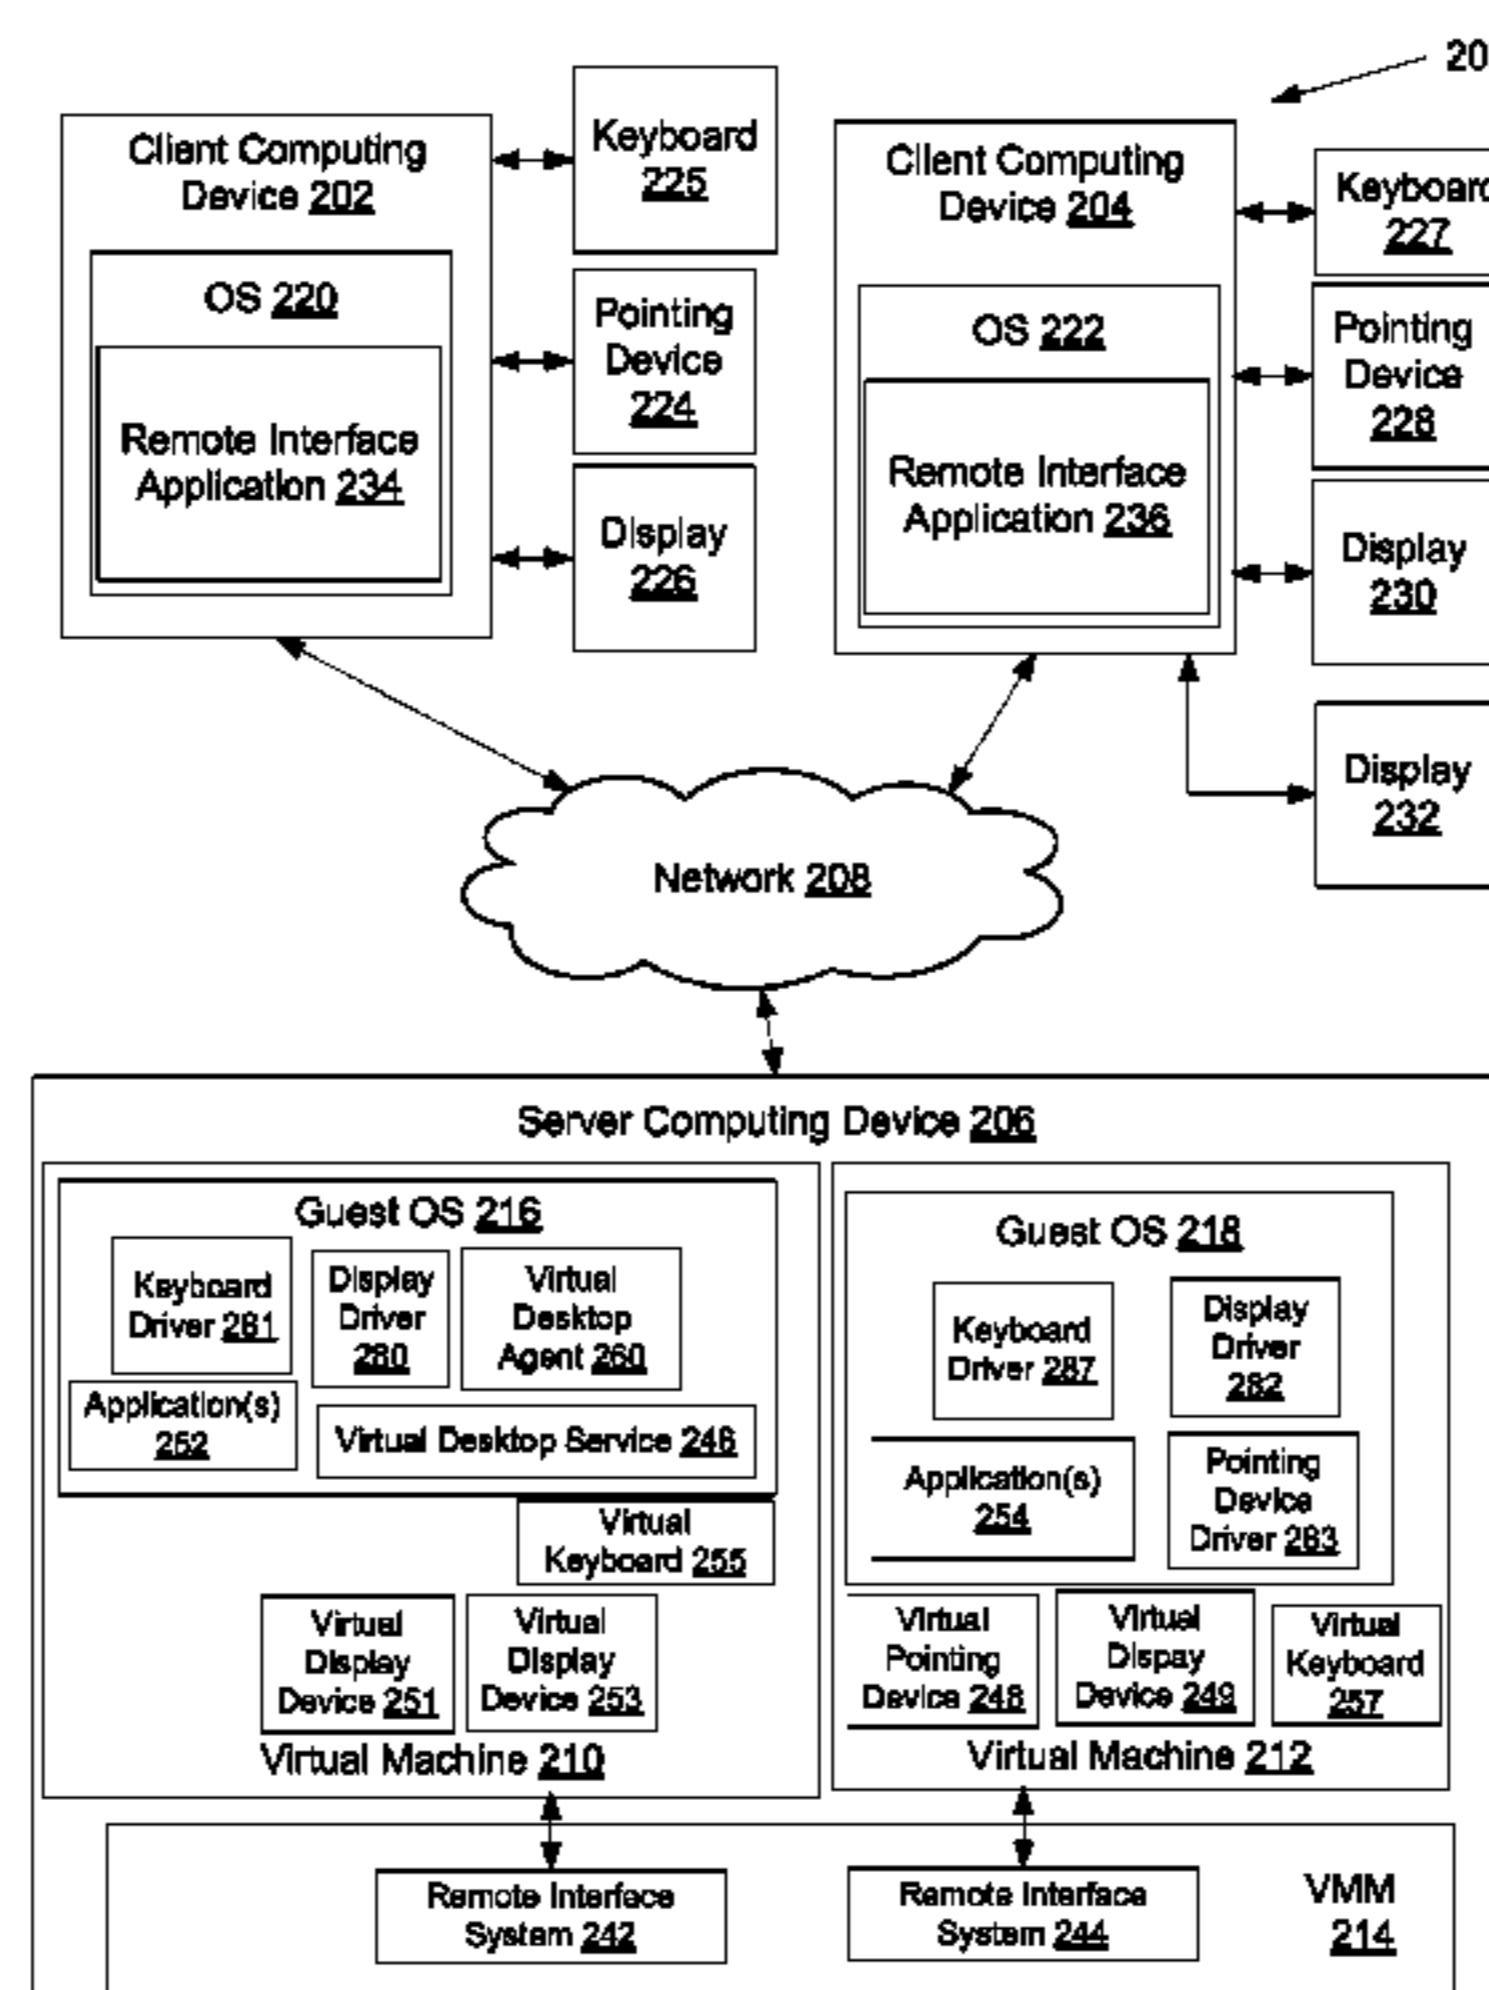 20
Client Computing
Device 202
Keyboard
225
OS 220
Pointing
Device
224
Remote Interface
Application 234
Display
226
Client Computing
Device 204
Keyboard
227
OS 222
Pointing
Device
228
Remote Interface
Application 236
Display
230
Display
232
Network 208
Server Computing Device 206
Guest OS 216
Keyboard
Driver 281
Display
Driver
280
Virtual
Desktop
Agent 260
Application(s)
252
Virtual Desktop Service 246
Virtual
Keyboard 255
Virtual
Display
Device 251
Virtual
Display
Device 253
Virtual Machine 210
Guest OS 218
Keyboard
Driver 287
Display
Driver
282
Application(s)
254
Pointing
Device
Driver 283
Virtual
Pointing
Device 248
Virtual
Dispay
Device 249
Virtual
Keyboard
257
Virtual Machine 212
Remote Interface
System 242
Remote Interface
System 244
VMM
214